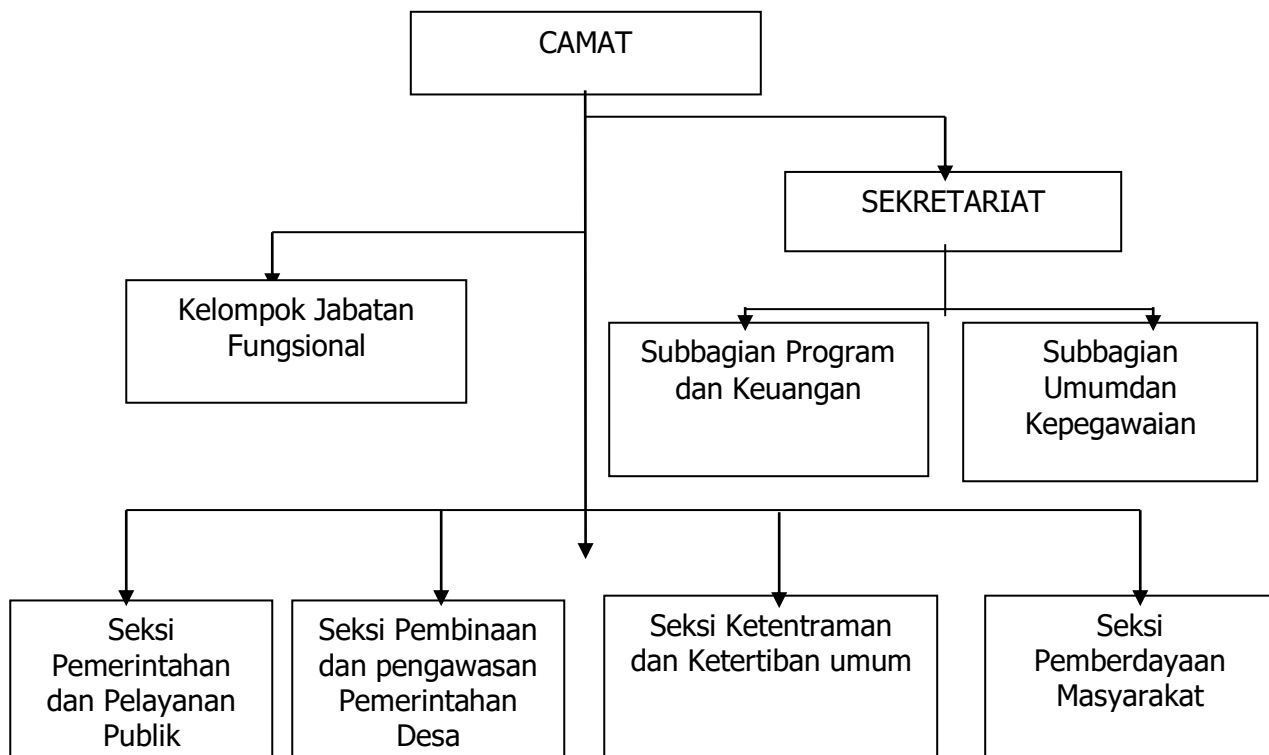 CAMAT
SEKRETARIAT
Kelompok Jabatan
Fungsional
Subbagian Program
dan Keuangan
Subbagian
Umumdan
Kepegawaian
Seksi
Pemerintahan
dan Pelayanan
Publik
Seksi Pembinaan
dan pengawasan
Pemerintahan
Desa
Seksi Ketentraman
dan Ketertiban umum
Seksi
Pemberdayaan
Masyarakat